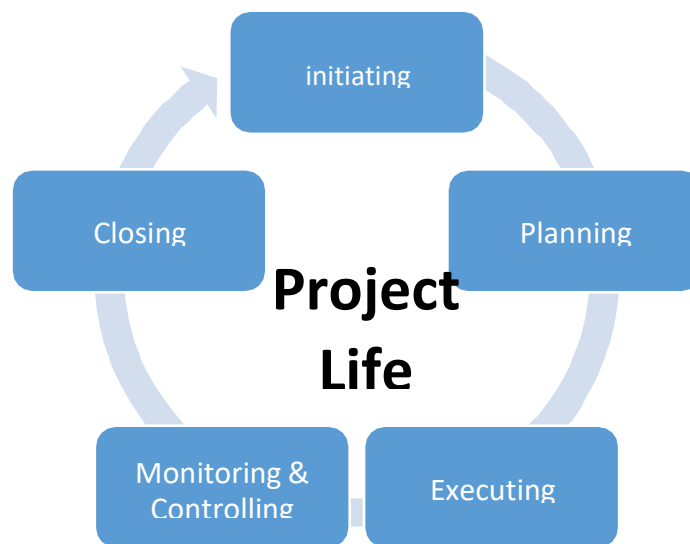 initiating
Planning
Executing
Monitoring &
Controlling
Closing
Project
Life